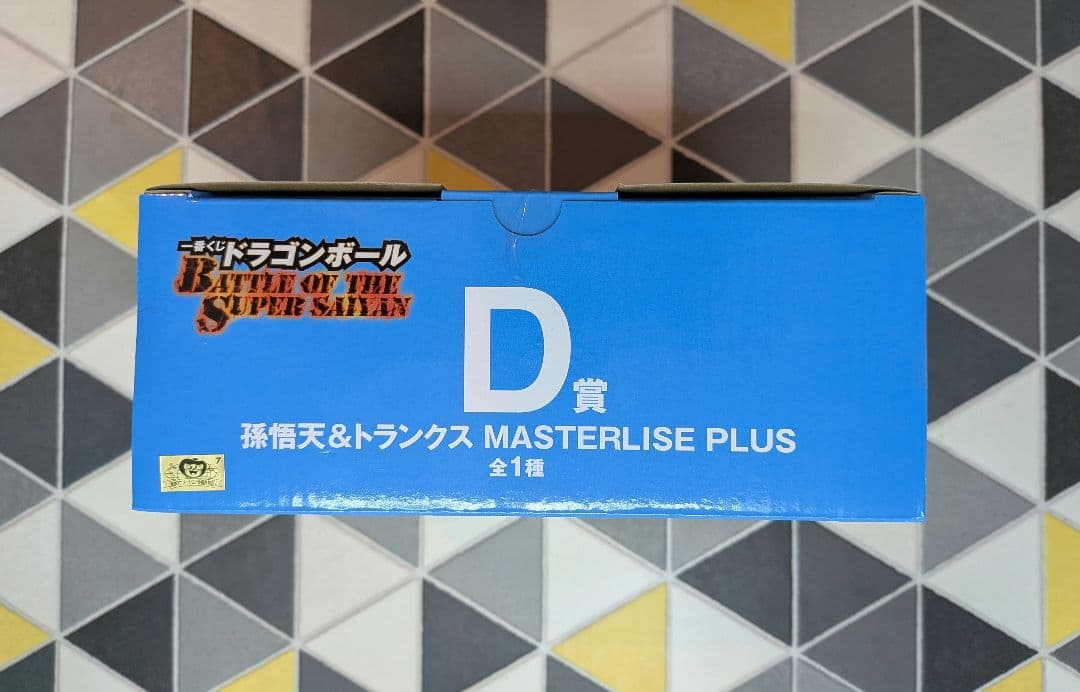 一番くじ ドラゴンボール
BATTLE OF THE
SUPER SAIYAN
D賞
孫悟天&トランクス MASTERLISE PLUS
全1種
7